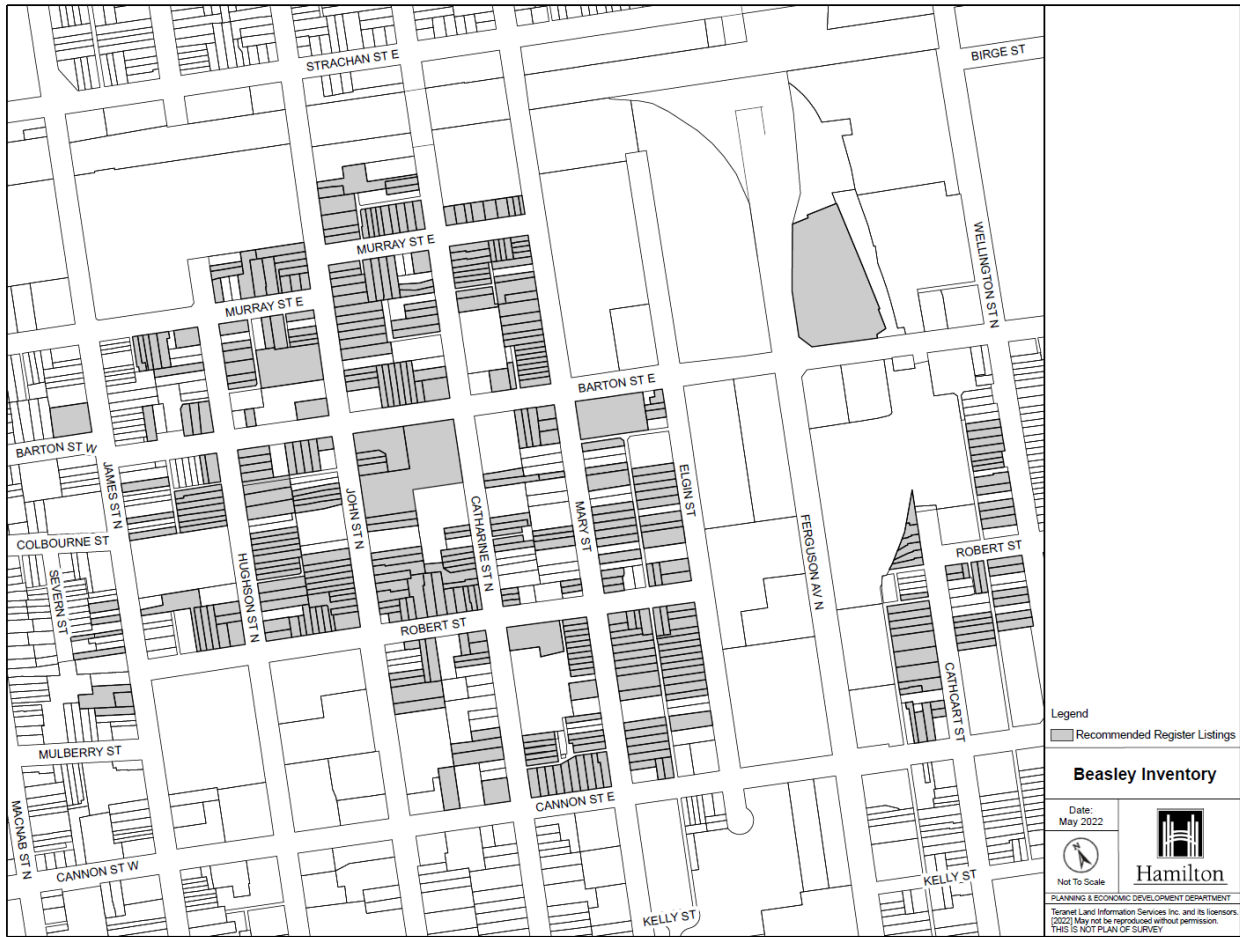 STRACHAN ST E
BIRGE ST
MURRAY ST E
WELLINGTON ST N
MURRAY ST E
BARTON ST E
BARTON ST W
JAMES ST N
ELGIN ST
JOHN ST N
CATHARINE ST N
MARY ST
FERGUSON AV N
COLBOURNE ST
ROBERT ST
SEVERN ST
HUGHSON ST N
ROBERT ST
CATHCART ST
MULBERRY ST
CANNON ST E
MACNAB ST N
CANNON ST W
KELLY ST
KELLY ST
Legend
Recommended Register Listings
Beasley Inventory
Date:
May 2022
N
Not To Scale
Hamilton
PLANNING & ECONOMIC DEVELOPMENT DEPARTMENT
Teranet Land Information Services Inc. and its licensors.
[2022] May not be reproduced without permission.
THIS IS NOT PLAN OF SURVEY